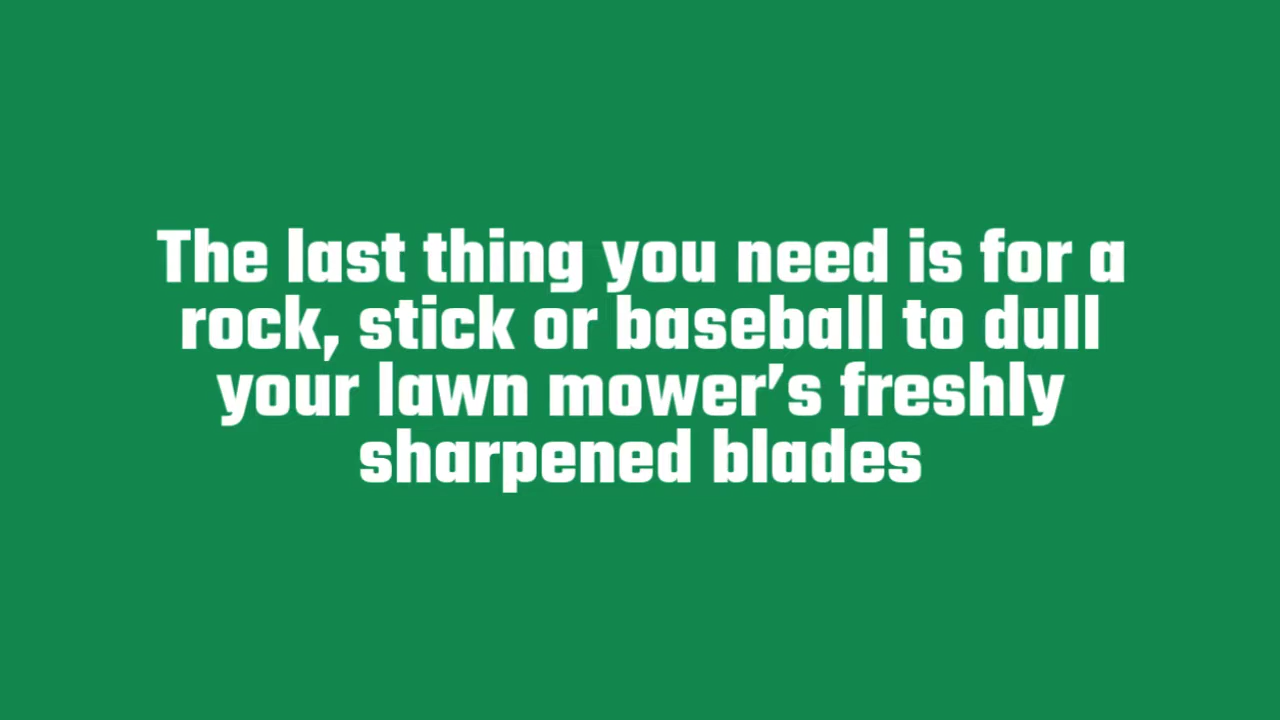 The last thing you need is for a
rock, stick or baseball to dull
your lawn mower’s freshly
sharpened blades